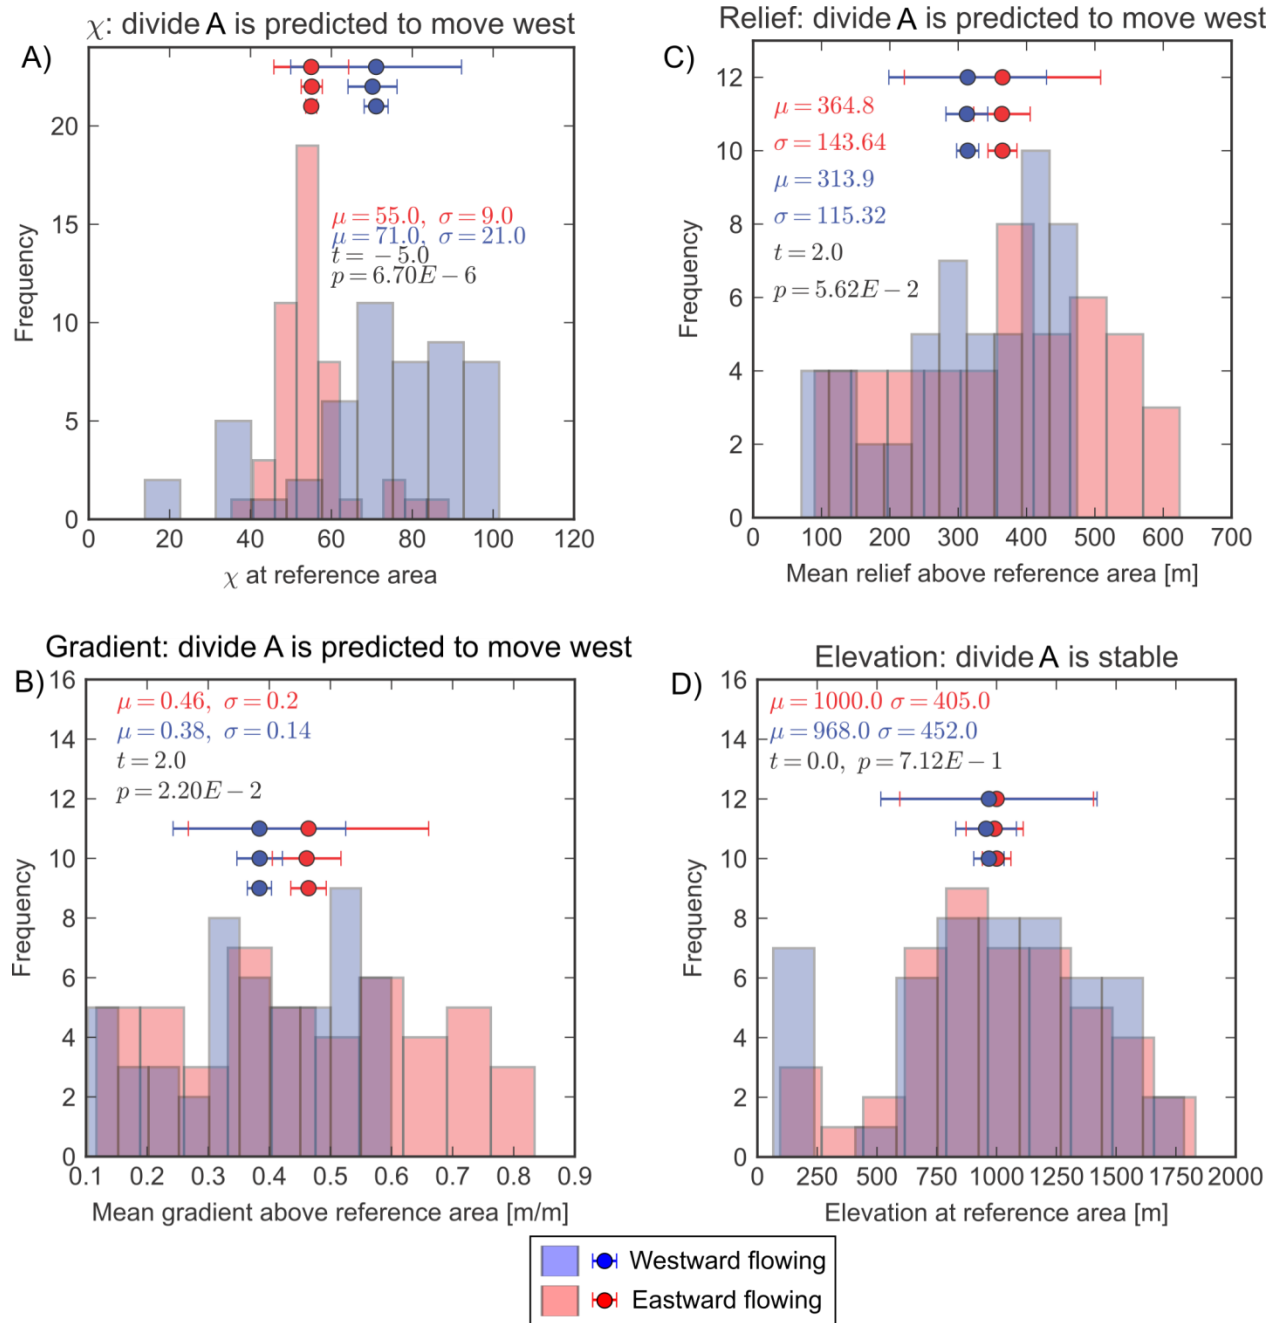 χ: divide A is predicted to move west
A)
μ = 55.0, σ = 9.0
μ = 71.0, σ = 21.0
t = −5.0
p = 6.70E − 6
Frequency
0
5
10
15
20
0 20 40 60 80 100 120
χ at reference area
Relief: divide A is predicted to move west
C)
μ = 364.8
σ = 143.64
μ = 313.9
σ = 115.32
t = 2.0
p = 5.62E − 2
Frequency
12
10
8
6
4
2
0
0 100 200 300 400 500 600 700
Mean relief above reference area [m]
Gradient: divide A is predicted to move west
B)
μ = 0.46, σ = 0.2
μ = 0.38, σ = 0.14
t = 2.0
p = 2.20E − 2
Frequency
16
14
12
10
8
6
4
2
0
0.1 0.2 0.3 0.4 0.5 0.6 0.7 0.8 0.9
Mean gradient above reference area [m/m]
Elevation: divide A is stable
D)
μ = 1000.0 σ = 405.0
μ = 968.0 σ = 452.0
t = 0.0, p = 7.12E − 1
Frequency
16
14
12
10
8
6
4
2
0
0 250 500 750 1000 1250 1500 1750 2000
Elevation at reference area [m]
Westward flowing
Eastward flowing